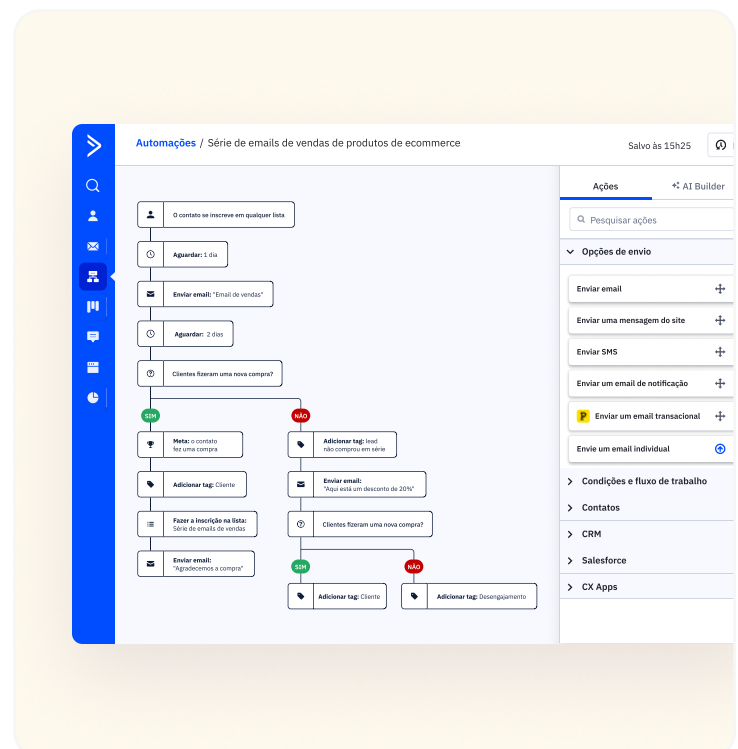 Automações / Série de emails de vendas de produtos de ecommerce
Salvo às 15h25
O contato se inscreve em qualquer lista
Aguardar: 1 dia
Enviar email: "Email de vendas"
Aguardar: 2 dias
Clientes fizeram uma nova compra?
SIM
NÃO
Meta: o contato
fez uma compra
Adicionar tag: Cliente
Fazer a inscrição na lista:
Série de emails de vendas
Enviar email:
"Agradecemos a compra"
Adicionar tag: lead
não comprou em série
Enviar email:
"Aqui está um desconto de 20%"
Clientes fizeram uma nova compra?
SIM
NÃO
Adicionar tag: Cliente
Adicionar tag: Desengajamento
Ações
AI Builder
Pesquisar ações
Opções de envio
Enviar email
Enviar uma mensagem do site
Enviar SMS
Enviar um email de notificação
Enviar um email transacional
Envie um email individual
Condições e fluxo de trabalho
Contatos
CRM
Salesforce
CX Apps